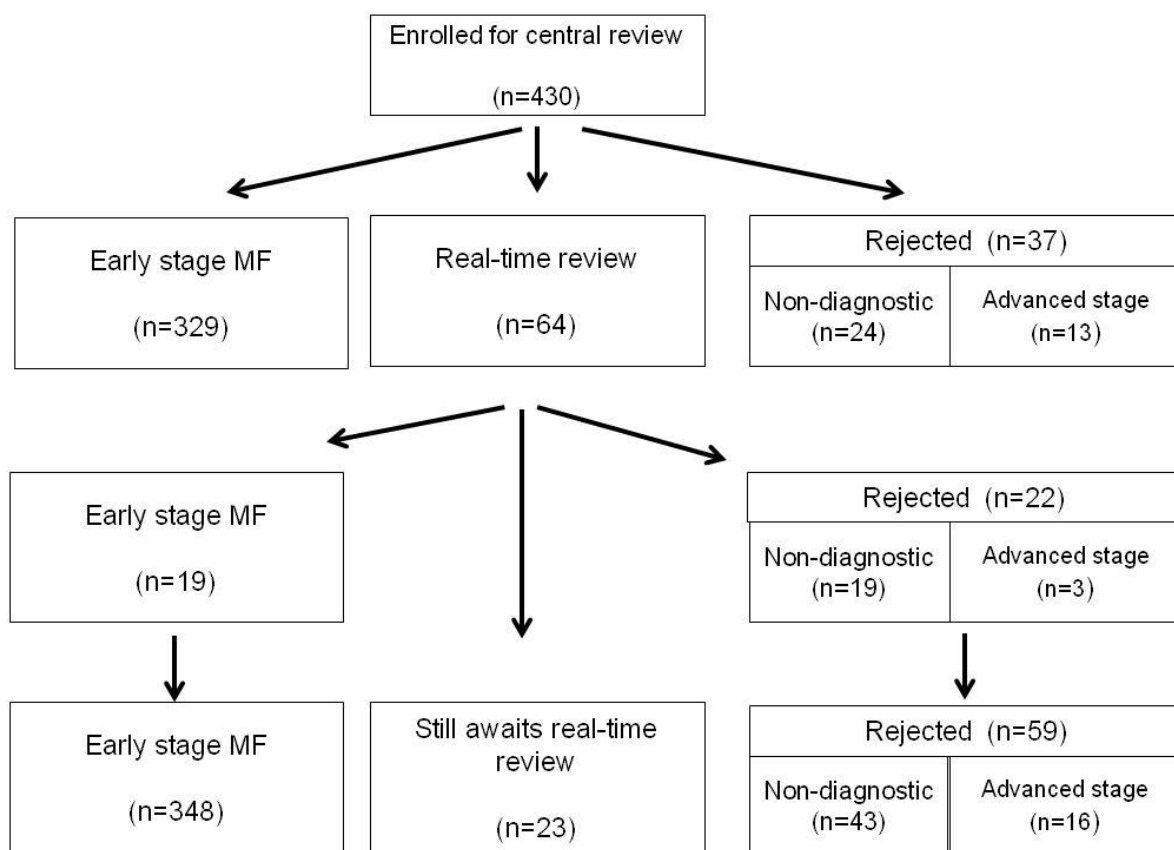 Enrolled for central review
(n=430)
Early stage MF
(n=329)
Real-time review
(n=64)
Rejected (n=37)
Non-diagnostic
(n=24)
Advanced stage
(n=13)
Early stage MF
(n=19)
Rejected (n=22)
Non-diagnostic
(n=19)
Advanced stage
(n=3)
Early stage MF
(n=348)
Still awaits real-time
review
(n=23)
Rejected (n=59)
Non-diagnostic
(n=43)
Advanced stage
(n=16)